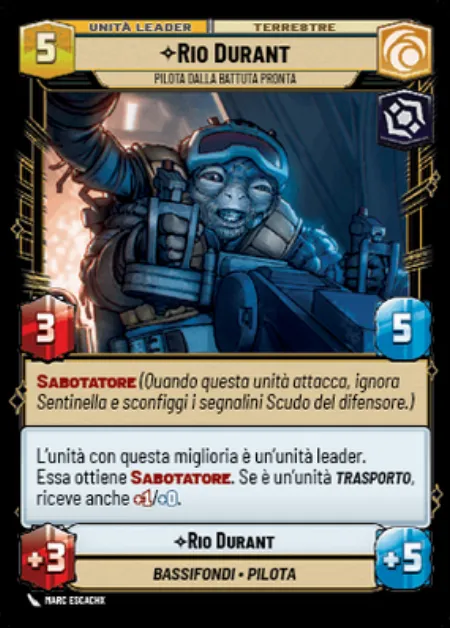 UNITÀ LEADER TERRESTRE
5
✧RIO DURANT
PILOTA DALLA BATTUTA PRONTA
3
5
SABOTATORE (Quando questa unità attacca, ignora
Sentinella e sconfiggi i segnalini Scudo del difensore.)
L'unità con questa miglioria è un'unità leader.
Essa ottiene SABOTATORE. Se è un'unità TRASPORTO,
riceve anche +1/+0.
✧RIO DURANT
+3
+5
BASSIFONDI • PILOTA
MARC ESCACHX